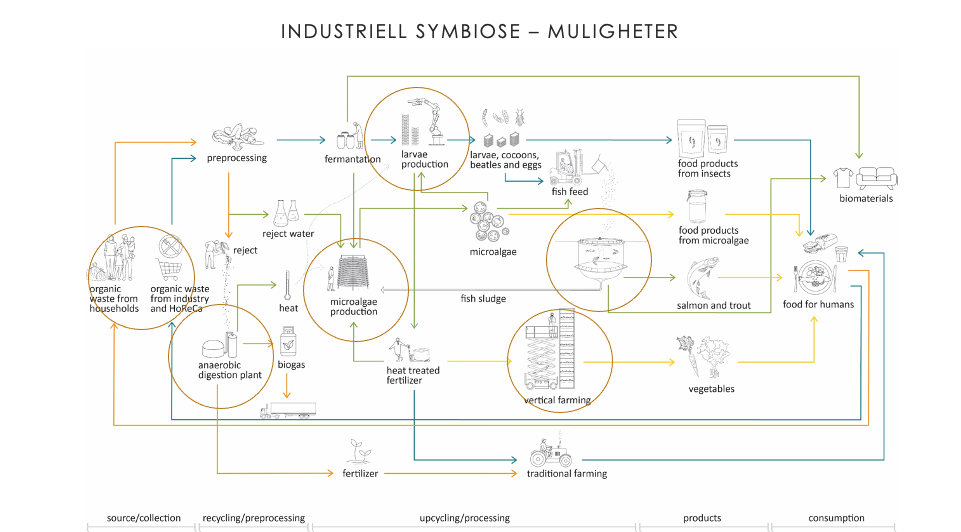 INDUSTRIELL SYMBIOSE – MULIGHETER
preprocessing
fermantation
larvae
production
larvae, cocoons,
beatles and eggs
fish feed
food products
from insects
biomaterials
reject water
microalgae
food products
from microalgae
reject
organic
waste from
households
organic waste
from industry
and HoReCa
heat
microalgae
production
fish sludge
salmon and trout
food for humans
anaerobic
digestion plant
biogas
heat treated
fertilizer
vertical farming
vegetables
fertilizer
traditional farming
source/collection
recycling/preprocessing
upcycling/processing
products
consumption